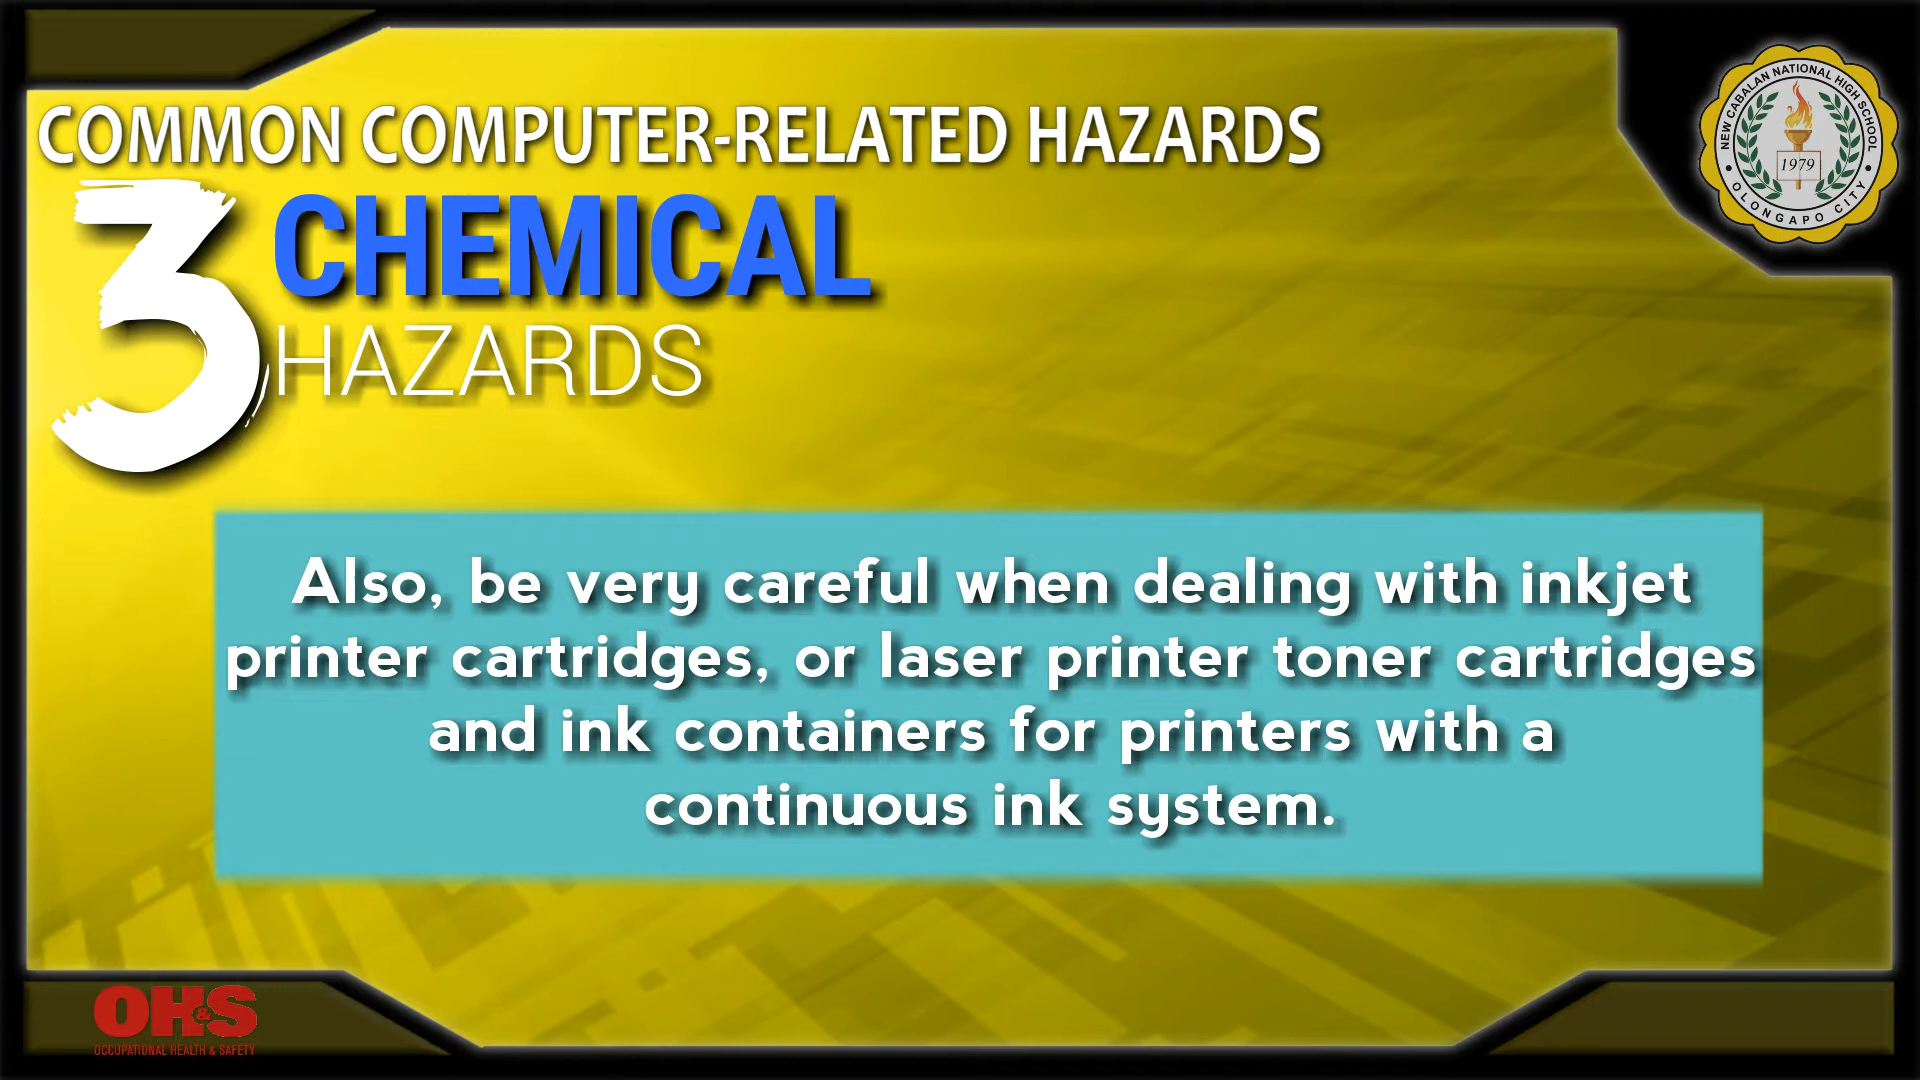 COMMON COMPUTER-RELATED HAZARDS
3 CHEMICAL
HAZARDS
Also, be very careful when dealing with inkjet
printer cartridges, or laser printer toner cartridges
and ink containers for printers with a
continuous ink system.
NEW CABALAN NATIONAL HIGH SCHOOL
1979
OLONGAPO CITY
OH&S
OCCUPATIONAL HEALTH & SAFETY